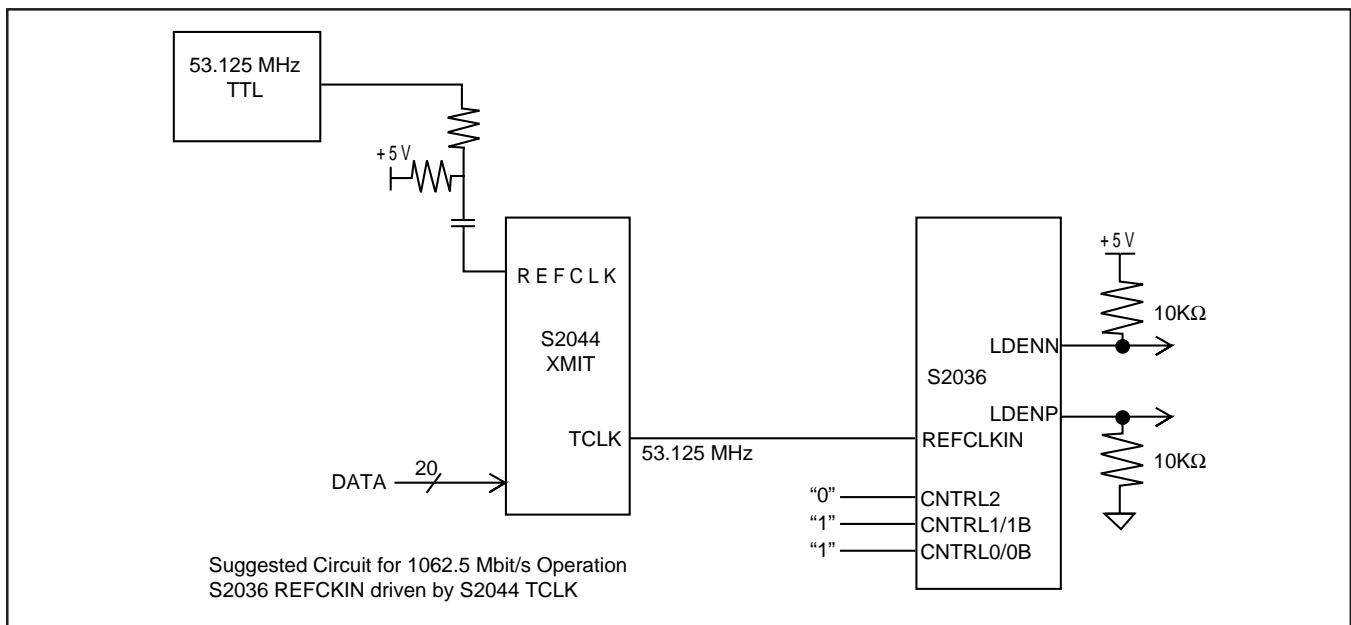 53.125 MHz
TTL
+5V
REFCLK
S2044
XMIT
TCLK
53.125 MHz
DATA
20
S2036
LDENN
LDENP
REFCLKIN
"0"
CNTRL2
"1"
CNTRL1/1B
"1"
CNTRL0/0B
+5V
10KΩ
10KΩ
Suggested Circuit for 1062.5 Mbit/s Operation
S2036 REFCKIN driven by S2044 TCLK